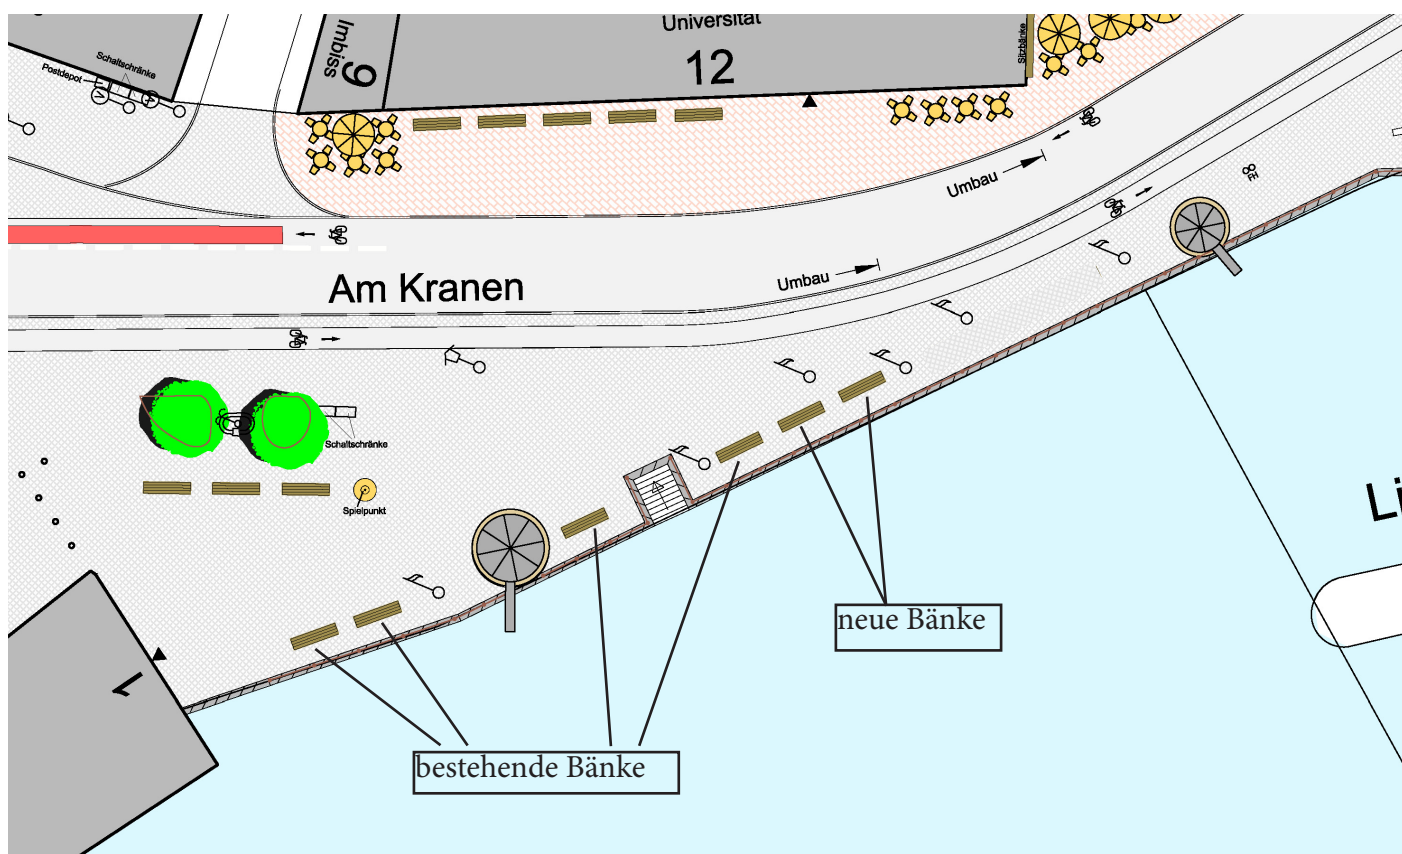 Universität
12
Imbiss
9
Sitzbänke
Schaltschränke
Postdepot
Umbau
Umbau
FH
Am Kranen
Schaltschränke
Spielpunkt
Li
1
neue Bänke
bestehende Bänke